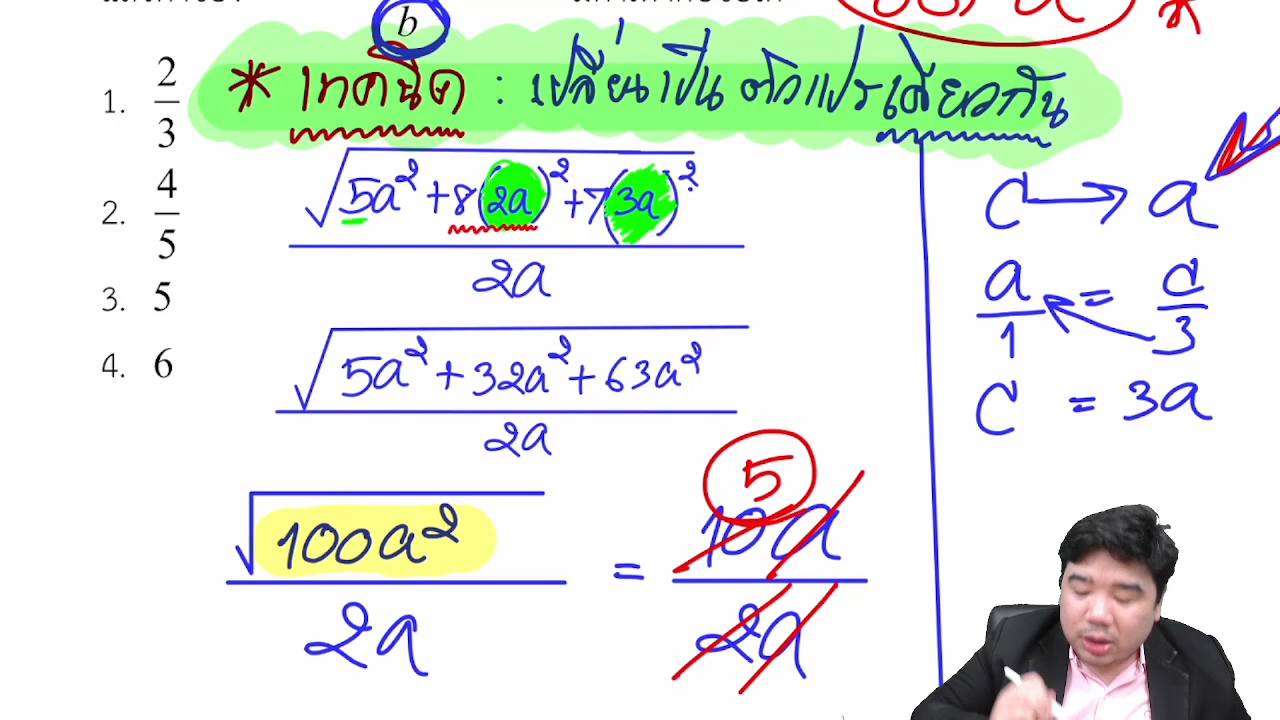 b
* เทคนิค : เปลี่ยนเป็น ตัวแปรเดียวกัน
1. 2/3
2. 4/5
3. 5
4. 6
√(5a² + 8(2a)² + 7(3a)²)
2a
√(5a² + 32a² + 63a²)
2a
√(100a²) / 2a = 10a / 2a
5
c → a
a/1 = c/3
c = 3a